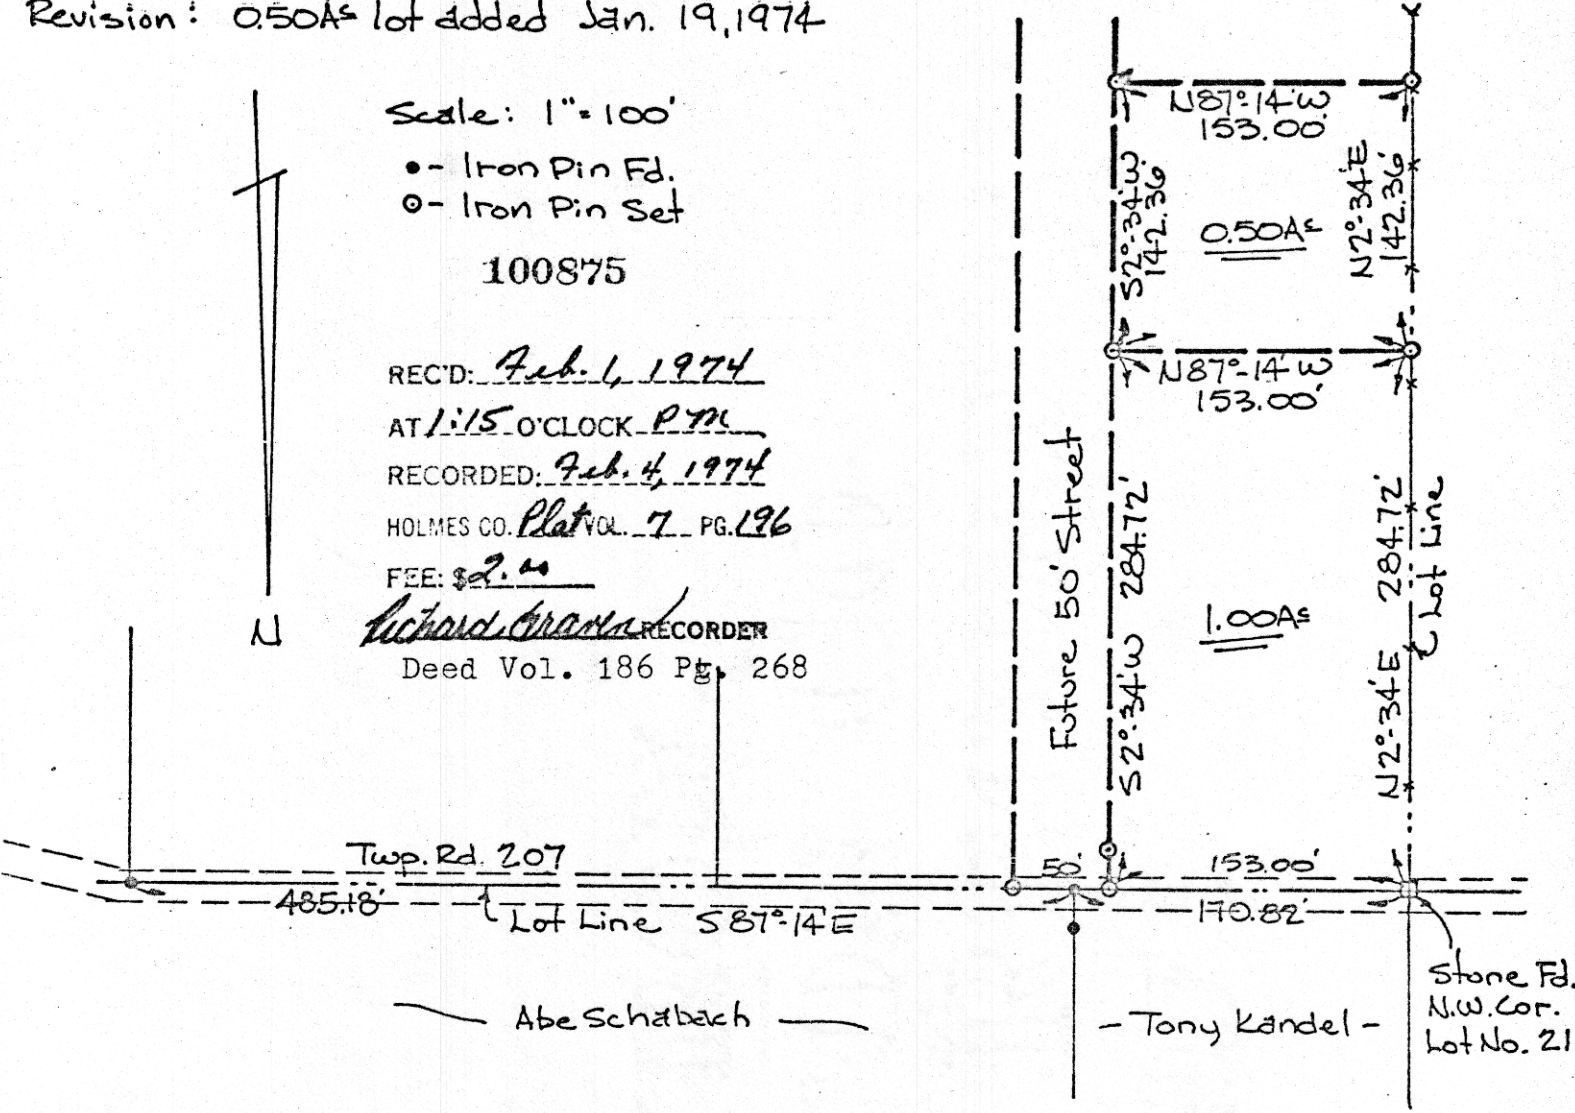 Revision: 0.50Ac lot added Jan. 19, 1974
Scale: 1"=100'
●- Iron Pin Fd.
⊙- Iron Pin Set
100875
REC'D: Feb. 1, 1974
AT 1:15 O'CLOCK P M
RECORDED: Feb. 4, 1974
HOLMES CO. Plat VOL. 7 PG. 196
FEE: $2.00
Richard Graven RECORDER
Deed Vol. 186 Pg. 268
N
N87°-14'W
153.00'
S2°-34'W.
142.36
0.50Ac
N2°-34'E
142.36'
N87°-14'W
153.00'
Future 50' Street
S2°-34'W 284.72'
1.00Ac
N2°-34'E 284.72'
Lot Line
Twp. Rd. 207
50'
153.00'
485.18'
Lot Line S87°-14'E
170.82'
Abe Schabach
- Tony Kandel -
Stone Fd.
N.W. Cor.
Lot No. 21